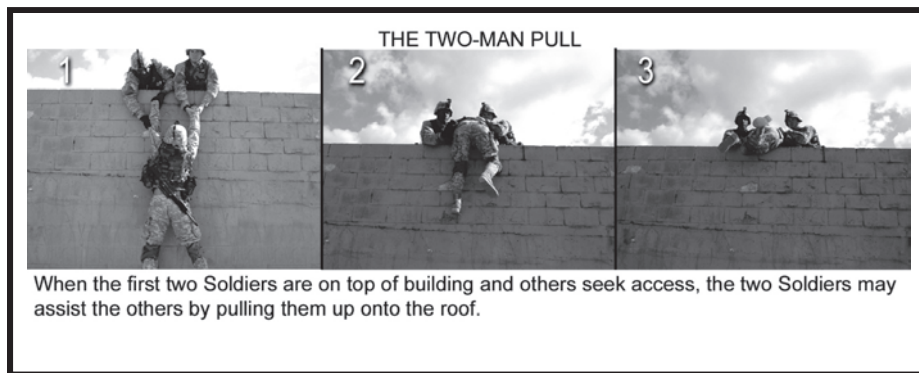 THE TWO-MAN PULL
1 2 3
When the first two Soldiers are on top of building and others seek access, the two Soldiers may
assist the others by pulling them up onto the roof.